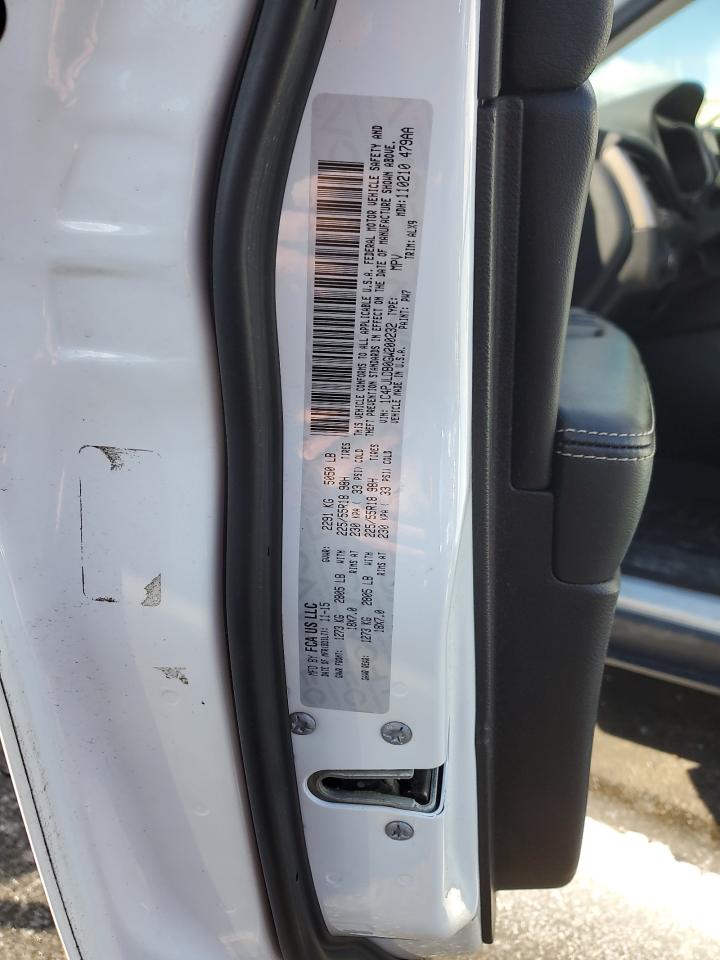 MFD BY FCA US LLC
DATE OF MFR: 11-15 GVWR: 2291 KG 5050 LB
GAWR FRONT: 1273 KG 2805 LB WITH 225/55R18 98H TIRES
18X7.0 RIMS AT 230 KPA ( 33 PSI) COLD
GAWR REAR: 1273 KG 2805 LB WITH 225/55R18 98H TIRES
18X7.0 RIMS AT 230 KPA ( 33 PSI) COLD
THIS VEHICLE CONFORMS TO ALL APPLICABLE U.S.A. FEDERAL MOTOR VEHICLE SAFETY AND
THEFT PREVENTION STANDARDS IN EFFECT ON THE DATE OF MANUFACTURE SHOWN ABOVE.
VIN: 1C4PJLDB0GW200232 TYPE: MPV MDH: 110210 479AA
VEHICLE MADE IN U.S.A. PAINT: PW7 TRIM: ALX9